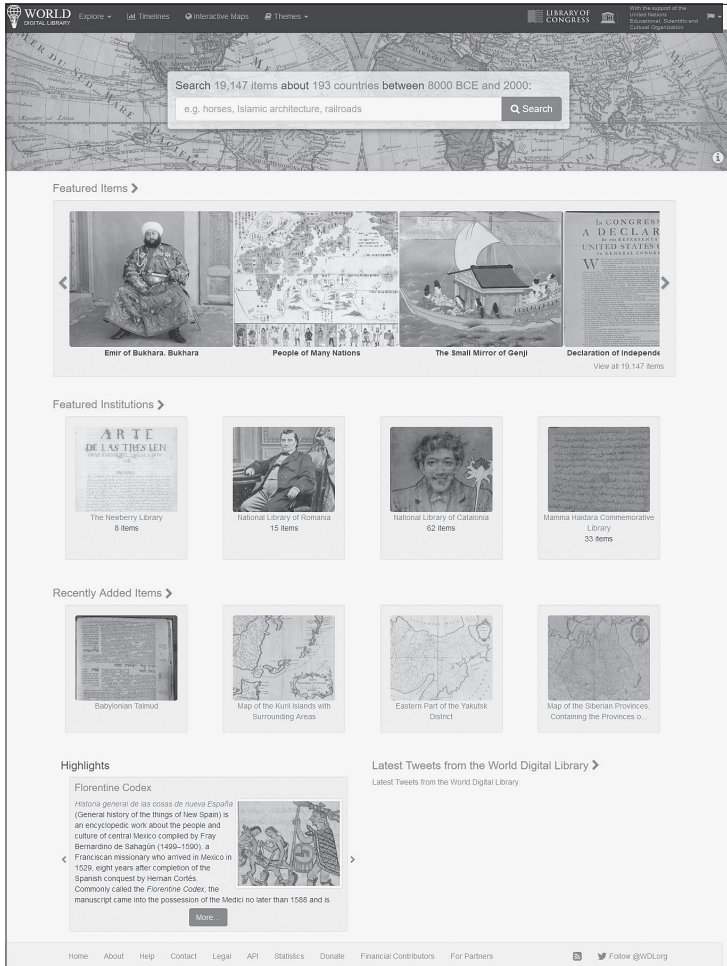 WORLD
DIGITAL LIBRARY
Explore
Timelines
Interactive Maps
Themes
LIBRARY OF
CONGRESS
With the support of the
United Nations
Educational, Scientific and
Cultural Organization
Search 19,147 items about 193 countries between 8000 BCE and 2000:
e.g. horses, Islamic architecture, railroads
Search
Featured Items
IN CONGRESS
A DECLAR
UNITED STATES
Emir of Bukhara. Bukhara
People of Many Nations
The Small Mirror of Genji
Declaration of Independe
View all 19,147 items
Featured Institutions
ARTE
DE LAS TRES LEN
The Newberry Library
8 items
National Library of Romania
15 items
National Library of Catalonia
62 items
Mamma Haidara Commemorative
Library
33 items
Recently Added Items
Babylonian Talmud
Map of the Kuril Islands with
Surrounding Areas
Eastern Part of the Yakutsk
District
Map of the Siberian Provinces,
Containing the Provinces o...
Highlights
Florentine Codex
Historia general de las cosas de nueva España
(General history of the things of New Spain) is
an encyclopedic work about the people and
culture of central Mexico compiled by Fray
Bernardino de Sahagún (1499–1590), a
Franciscan missionary who arrived in Mexico in
1529, eight years after completion of the
Spanish conquest by Hernan Cortés.
Commonly called the Florentine Codex, the
manuscript came into the possession of the Medici no later than 1588 and is
More...
Latest Tweets from the World Digital Library
Latest Tweets from the World Digital Library
Home About Help Contact Legal API Statistics Donate Financial Contributors For Partners
Follow @WDLorg